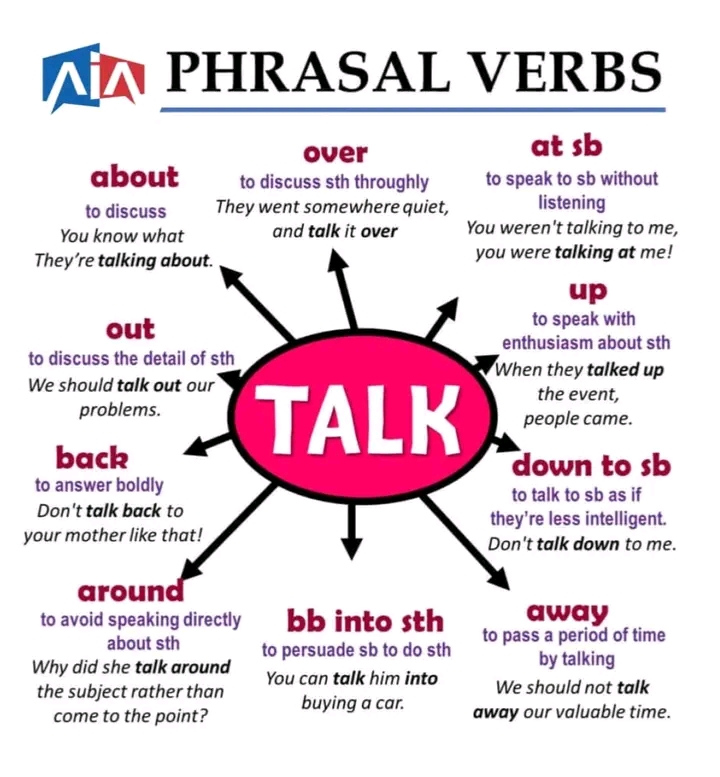 AiA PHRASAL VERBS
about
to discuss
You know what
They're talking about.
over
to discuss sth throughly
They went somewhere quiet,
and talk it over
at sb
to speak to sb without
listening
You weren't talking to me,
you were talking at me!
out
to discuss the detail of sth
We should talk out our
problems.
TALK
up
to speak with
enthusiasm about sth
When they talked up
the event,
people came.
back
to answer boldly
Don't talk back to
your mother like that!
down to sb
to talk to sb as if
they're less intelligent.
Don't talk down to me.
around
to avoid speaking directly
about sth
Why did she talk around
the subject rather than
come to the point?
bb into sth
to persuade sb to do sth
You can talk him into
buying a car.
away
to pass a period of time
by talking
We should not talk
away our valuable time.